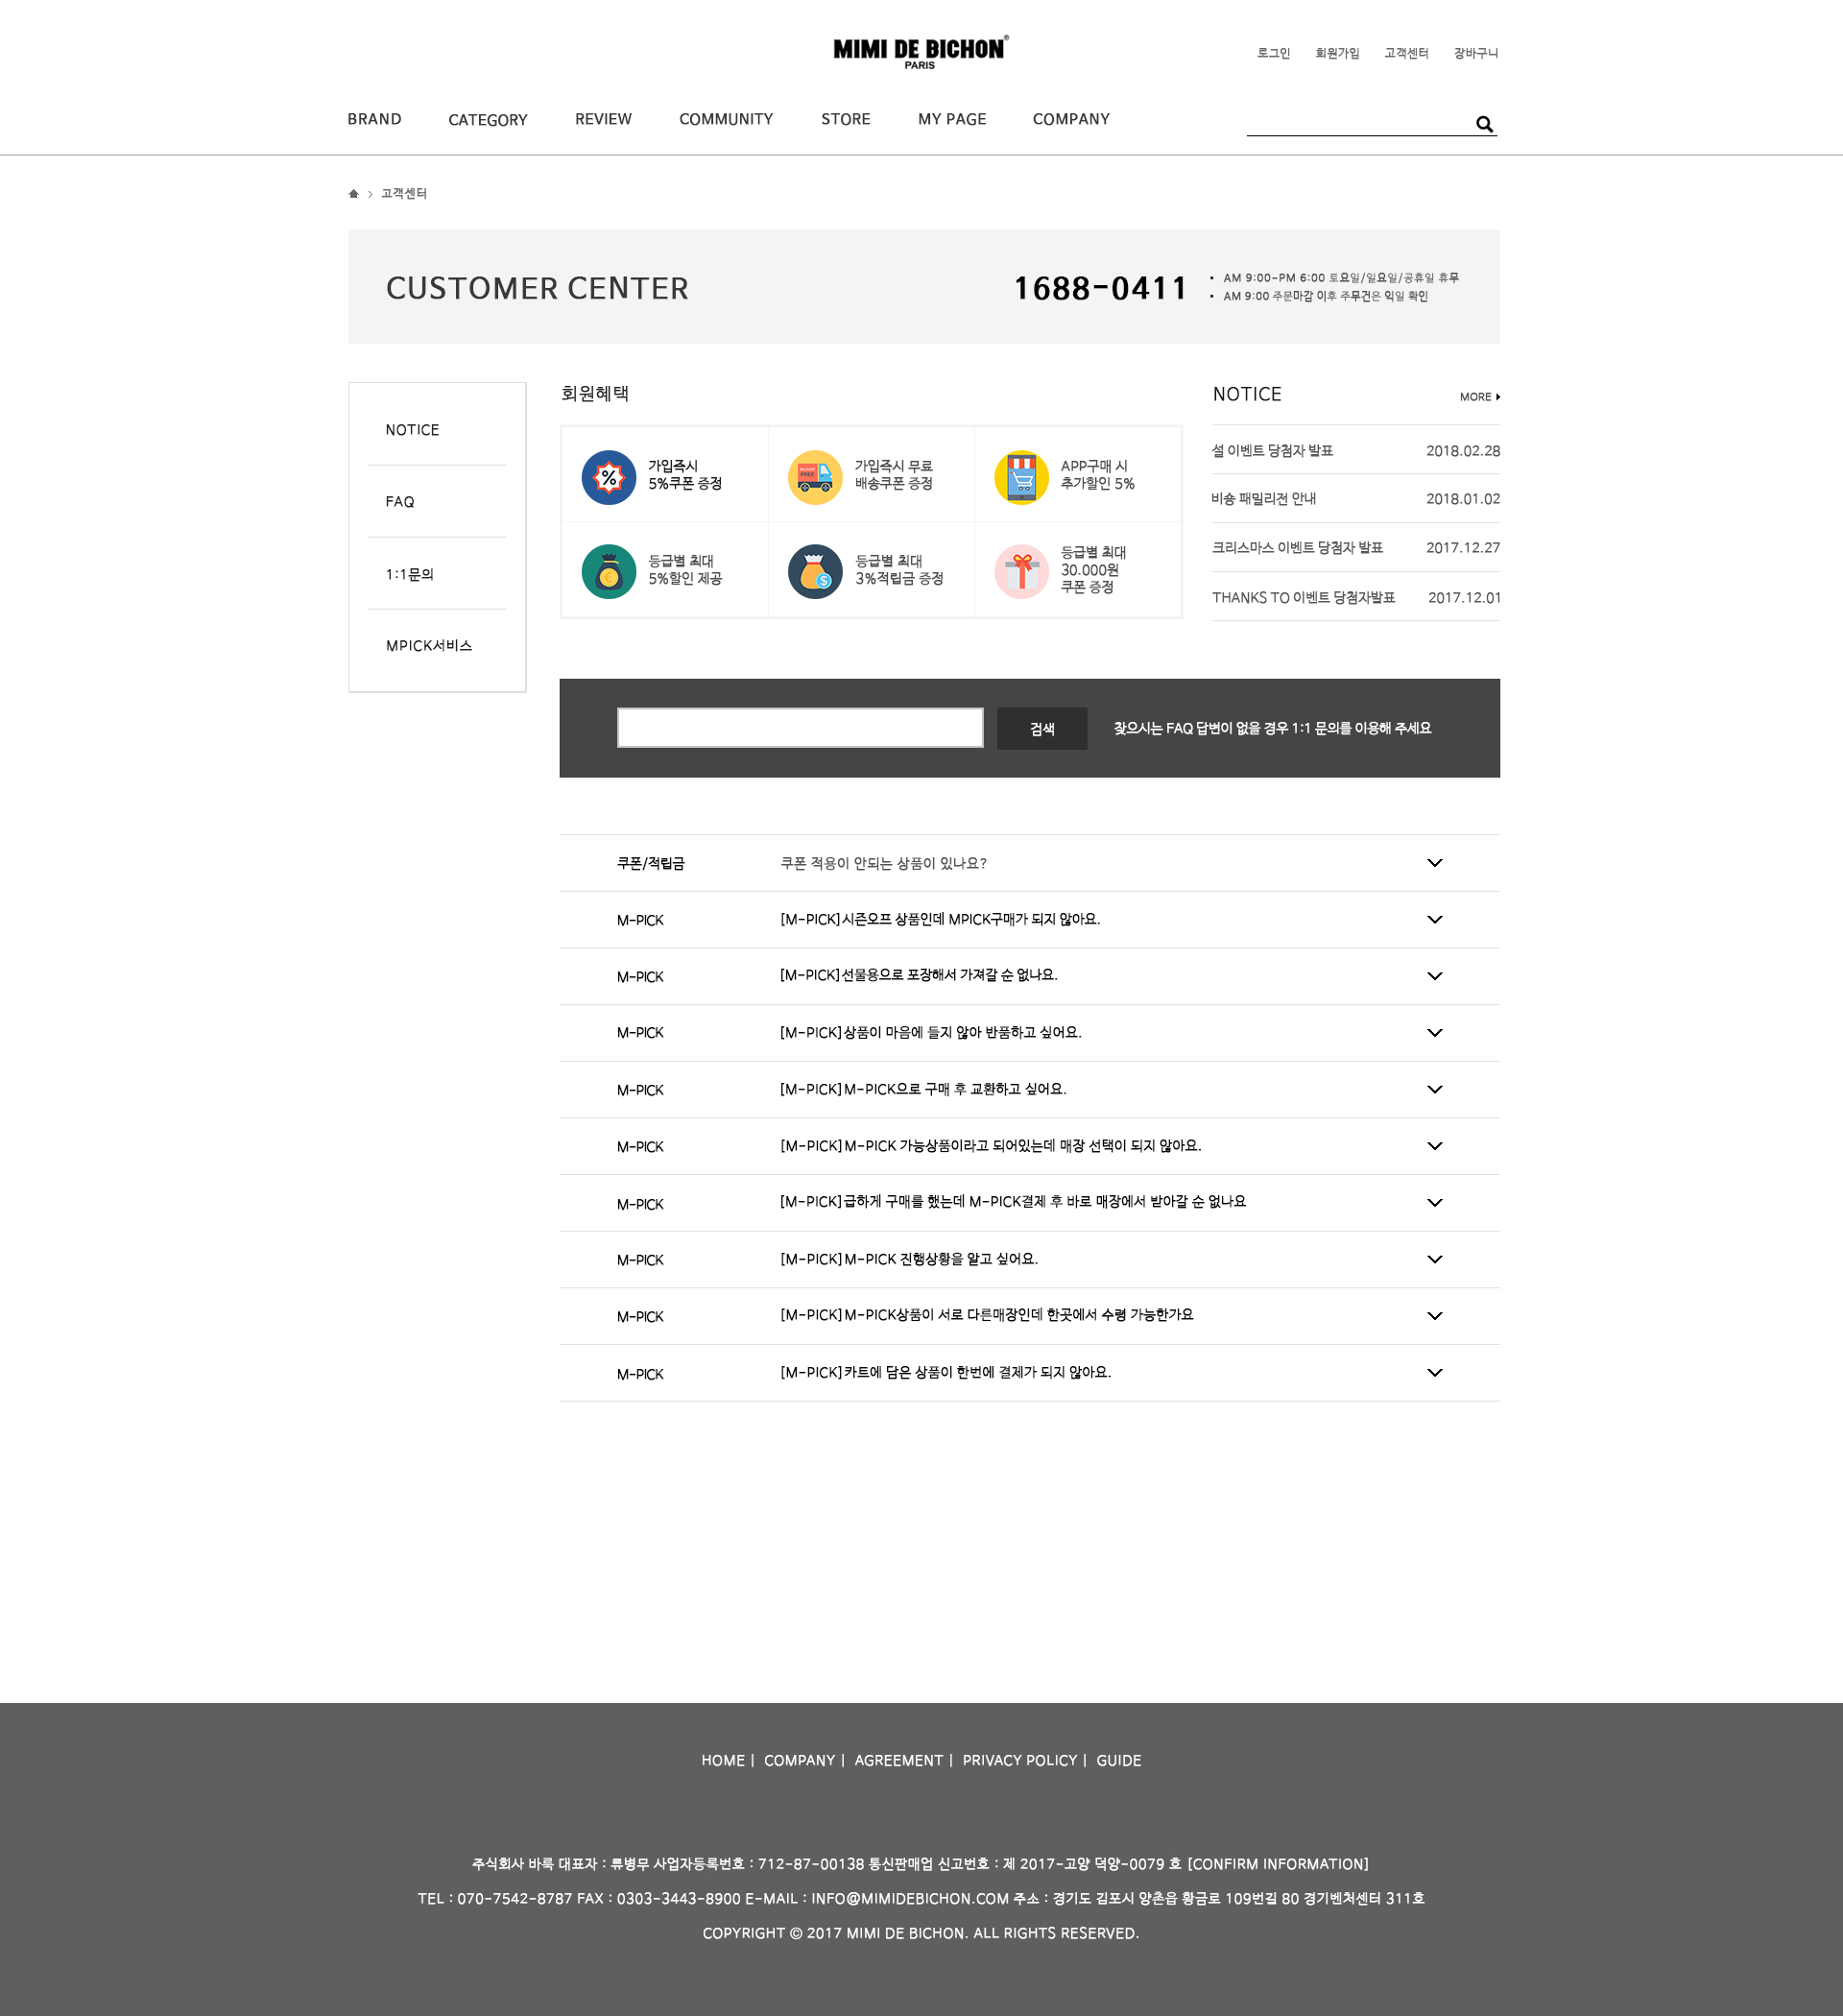 MIMI DE BICHON®
PARIS
로그인 회원가입 고객센터 장바구니
BRAND CATEGORY REVIEW COMMUNITY STORE MY PAGE COMPANY
고객센터
CUSTOMER CENTER
1688-0411
AM 9:00-PM 6:00 토요일/일요일/공휴일 휴무
AM 9:00 주문마감 이후 주무건은 익일 확인
NOTICE
FAQ
1:1문의
MPICK서비스
회원혜택
가입즉시
5%쿠폰 증정
가입즉시 무료
배송쿠폰 증정
APP구매 시
추가할인 5%
등급별 최대
5%할인 제공
등급별 최대
3%적립금 증정
등급별 최대
30.000원
쿠폰 증정
NOTICE MORE
설 이벤트 당첨자 발표 2018.02.28
비숑 패밀리전 안내 2018.01.02
크리스마스 이벤트 당첨자 발표 2017.12.27
THANKS TO 이벤트 당첨자발표 2017.12.01
검색 찾으시는 FAQ 답변이 없을 경우 1:1 문의를 이용해 주세요
쿠폰/적립금 쿠폰 적용이 안되는 상품이 있나요?
M-PICK [M-PICK]시즌오프 상품인데 MPICK구매가 되지 않아요.
M-PICK [M-PICK]선물용으로 포장해서 가져갈 순 없나요.
M-PICK [M-PICK]상품이 마음에 들지 않아 반품하고 싶어요.
M-PICK [M-PICK]M-PICK으로 구매 후 교환하고 싶어요.
M-PICK [M-PICK]M-PICK 가능상품이라고 되어있는데 매장 선택이 되지 않아요.
M-PICK [M-PICK]급하게 구매를 했는데 M-PICK결제 후 바로 매장에서 받아갈 순 없나요
M-PICK [M-PICK]M-PICK 진행상황을 알고 싶어요.
M-PICK [M-PICK]M-PICK상품이 서로 다른매장인데 한곳에서 수령 가능한가요
M-PICK [M-PICK]카트에 담은 상품이 한번에 결제가 되지 않아요.
HOME | COMPANY | AGREEMENT | PRIVACY POLICY | GUIDE
주식회사 바룩 대표자 : 류병무 사업자등록번호 : 712-87-00138 통신판매업 신고번호 : 제 2017-고양 덕양-0079 호 [CONFIRM INFORMATION]
TEL : 070-7542-8787 FAX : 0303-3443-8900 E-MAIL : INFO@MIMIDEBICHON.COM 주소 : 경기도 김포시 양촌읍 황금로 109번길 80 경기벤처센터 311호
COPYRIGHT © 2017 MIMI DE BICHON. ALL RIGHTS RESERVED.